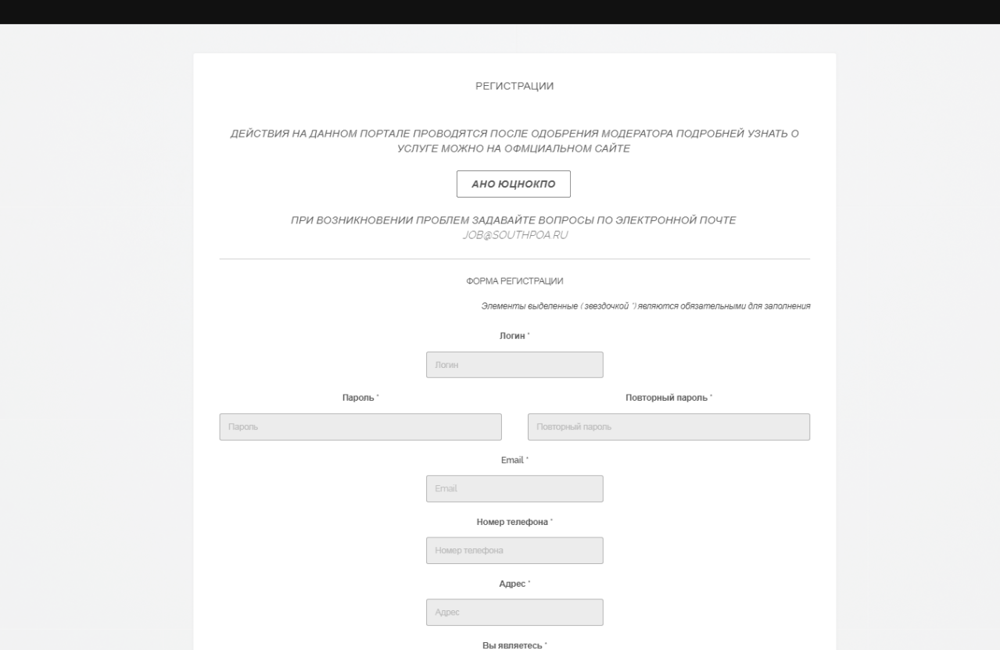 РЕГИСТРАЦИИ
ДЕЙСТВИЯ НА ДАННОМ ПОРТАЛЕ ПРОВОДЯТСЯ ПОСЛЕ ОДОБРЕНИЯ МОДЕРАТОРА ПОДРОБНЕЙ УЗНАТЬ О
УСЛУГЕ МОЖНО НА ОФМЦИАЛЬНОМ САЙТЕ
АНО ЮЦНОКПО
ПРИ ВОЗНИКНОВЕНИИ ПРОБЛЕМ ЗАДАВАЙТЕ ВОПРОСЫ ПО ЭЛЕКТРОННОЙ ПОЧТЕ
JOB@SOUTHPOA.RU
ФОРМА РЕГИСТРАЦИИ
Элементы выделенные ( звездочкой *) являются обязательными для заполнения
Логин *
Логин
Пароль * Повторный пароль *
Пароль Повторный пароль
Email *
Email
Номер телефона *
Номер телефона
Адрес *
Адрес
Вы являетесь *